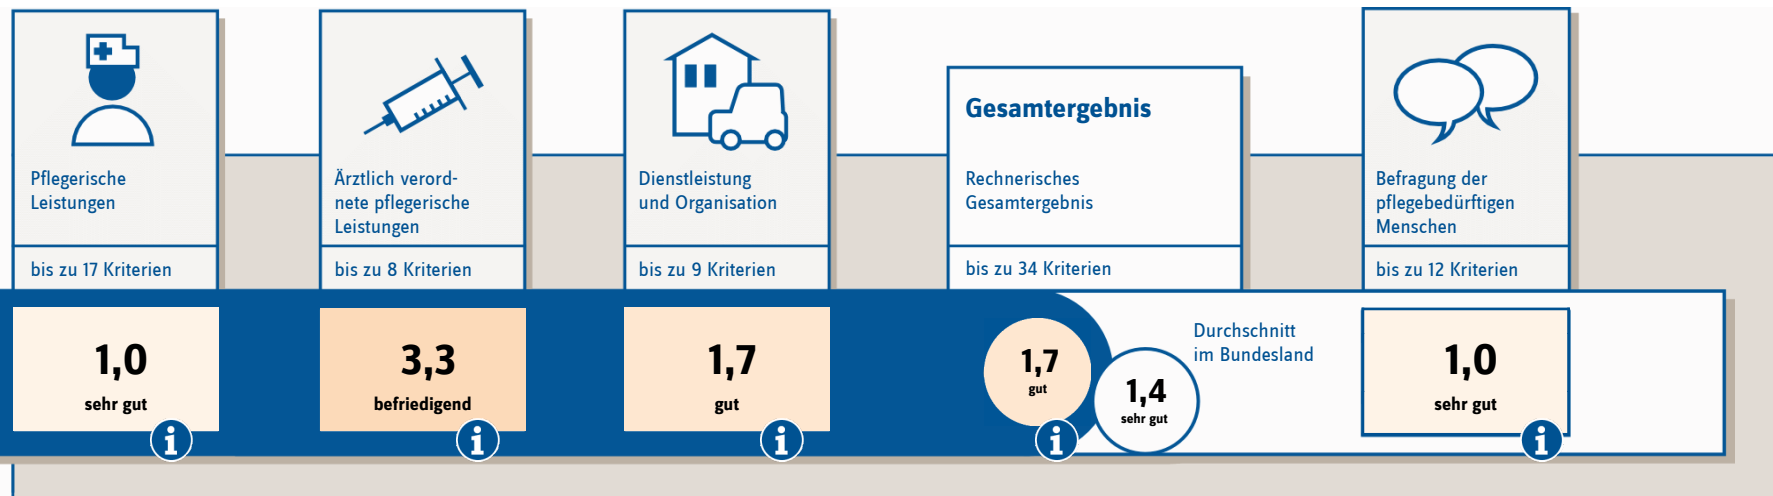 Pflegerische
Leistungen
bis zu 17 Kriterien
1,0
sehr gut
i
Ärztlich verord-
nete pflegerische
Leistungen
bis zu 8 Kriterien
3,3
befriedigend
i
Dienstleistung
und Organisation
bis zu 9 Kriterien
1,7
gut
i
Gesamtergebnis
Rechnerisches
Gesamtergebnis
bis zu 34 Kriterien
1,7
gut
i
Durchschnitt
im Bundesland
1,4
sehr gut
Befragung der
pflegebedürftigen
Menschen
bis zu 12 Kriterien
1,0
sehr gut
i